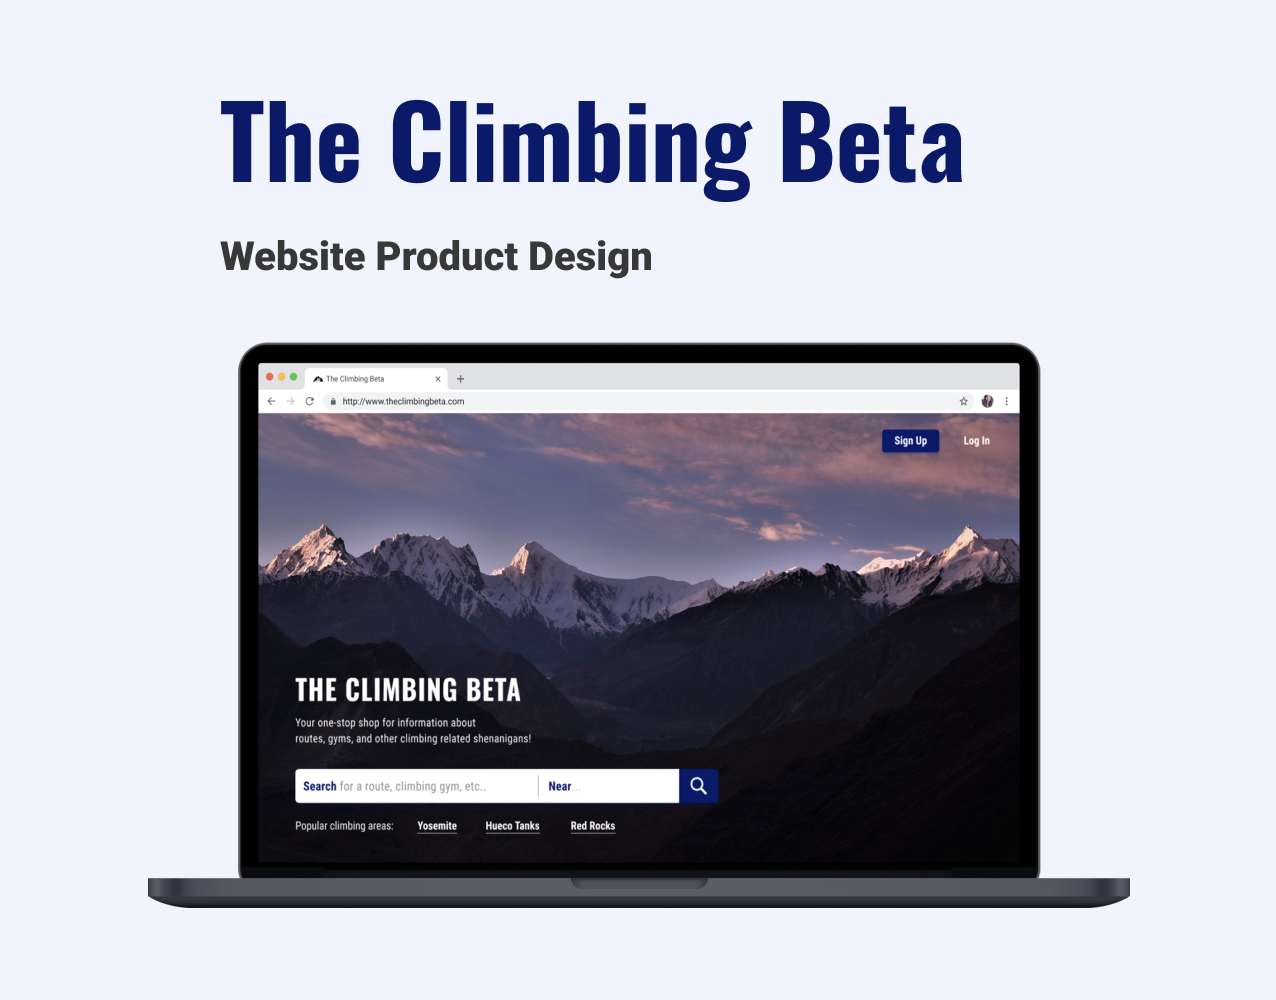 The Climbing Beta
Website Product Design
The Climbing Beta
http://www.theclimbingbeta.com
Sign Up
Log In
THE CLIMBING BETA
Your one-stop shop for information about
routes, gyms, and other climbing related shenanigans!
Search for a route, climbing gym, etc..
Near...
Popular climbing areas: Yosemite Hueco Tanks Red Rocks